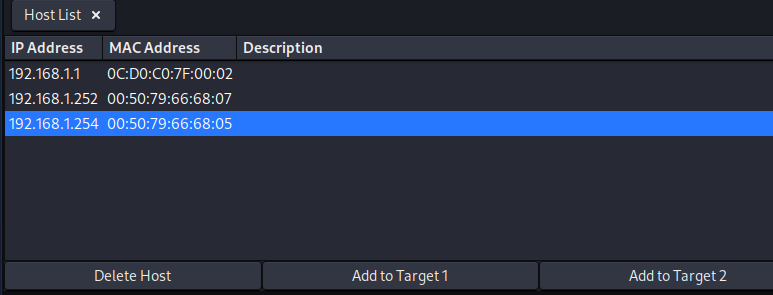 Host List ×
IP Address MAC Address Description
192.168.1.1 0C:D0:C0:7F:00:02
192.168.1.252 00:50:79:66:68:07
192.168.1.254 00:50:79:66:68:05
Delete Host Add to Target 1 Add to Target 2